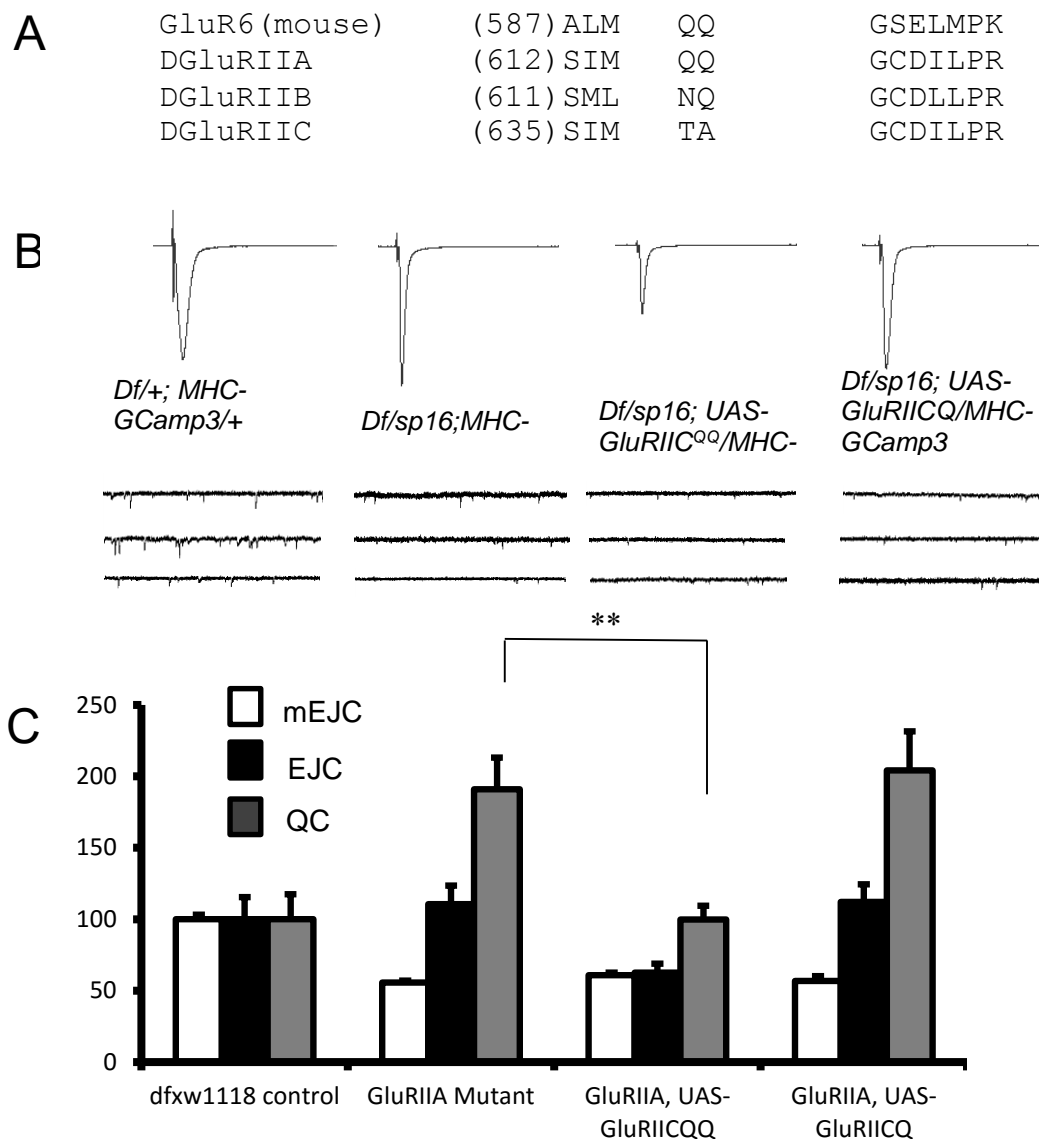 A
GluR6(mouse) (587)ALM QQ GSELMPK
DGluRIIA (612)SIM QQ GCDILPR
DGluRIIB (611)SML NQ GCDLLPR
DGluRIIC (635)SIM TA GCDILPR
B
Df/+; MHC-
GCamp3/+
Df/sp16;MHC-
Df/sp16; UAS-
GluRIIC^QQ/MHC-
Df/sp16; UAS-
GluRIICQ/MHC-
GCamp3
**
C
mEJC
EJC
QC
250
200
150
100
50
0
dfxw1118 control
GluRIIA Mutant
GluRIIA, UAS-
GluRIICQQ
GluRIIA, UAS-
GluRIICQ